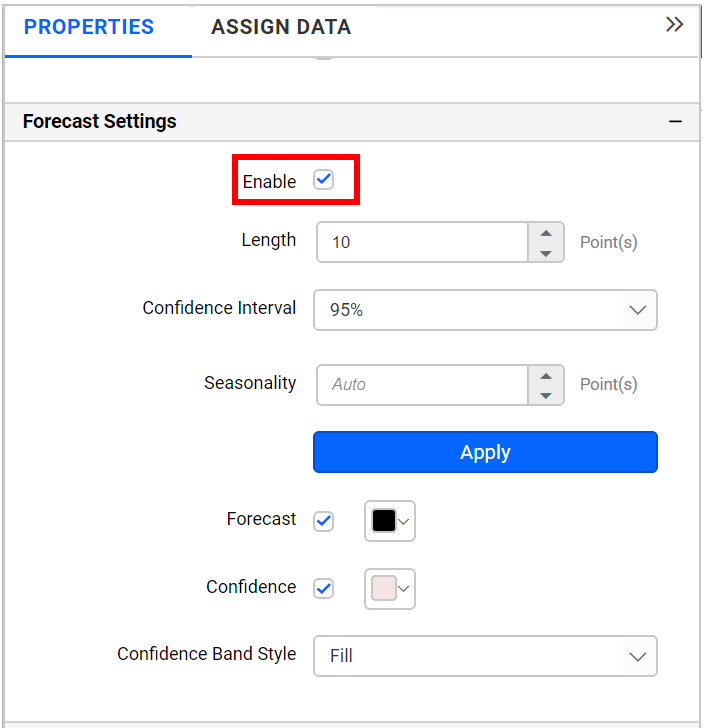 PROPERTIES ASSIGN DATA
Forecast Settings
Enable
Length 10 Point(s)
Confidence Interval 95%
Seasonality Auto Point(s)
Apply
Forecast
Confidence
Confidence Band Style Fill